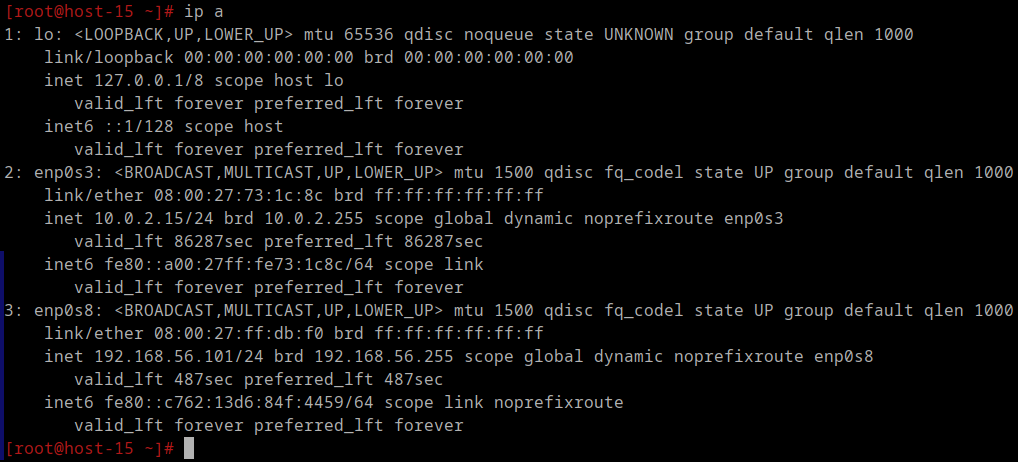 [root@host-15 ~]# ip a
1: lo: <LOOPBACK,UP,LOWER_UP> mtu 65536 qdisc noqueue state UNKNOWN group default qlen 1000
    link/loopback 00:00:00:00:00:00 brd 00:00:00:00:00:00
    inet 127.0.0.1/8 scope host lo
       valid_lft forever preferred_lft forever
    inet6 ::1/128 scope host
       valid_lft forever preferred_lft forever
2: enp0s3: <BROADCAST,MULTICAST,UP,LOWER_UP> mtu 1500 qdisc fq_codel state UP group default qlen 1000
    link/ether 08:00:27:73:1c:8c brd ff:ff:ff:ff:ff:ff
    inet 10.0.2.15/24 brd 10.0.2.255 scope global dynamic noprefixroute enp0s3
       valid_lft 86287sec preferred_lft 86287sec
    inet6 fe80::a00:27ff:fe73:1c8c/64 scope link
       valid_lft forever preferred_lft forever
3: enp0s8: <BROADCAST,MULTICAST,UP,LOWER_UP> mtu 1500 qdisc fq_codel state UP group default qlen 1000
    link/ether 08:00:27:ff:db:f0 brd ff:ff:ff:ff:ff:ff
    inet 192.168.56.101/24 brd 192.168.56.255 scope global dynamic noprefixroute enp0s8
       valid_lft 487sec preferred_lft 487sec
    inet6 fe80::c762:13d6:84f:4459/64 scope link noprefixroute
       valid_lft forever preferred_lft forever
[root@host-15 ~]#